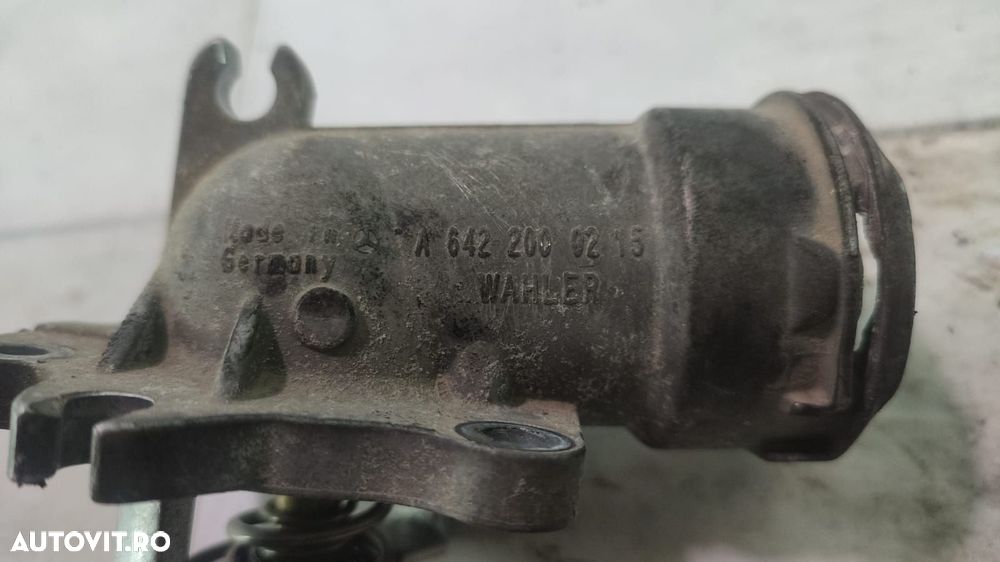 Made in A 642 200 02 15
Germany WAHLER
AUTOVIT.RO